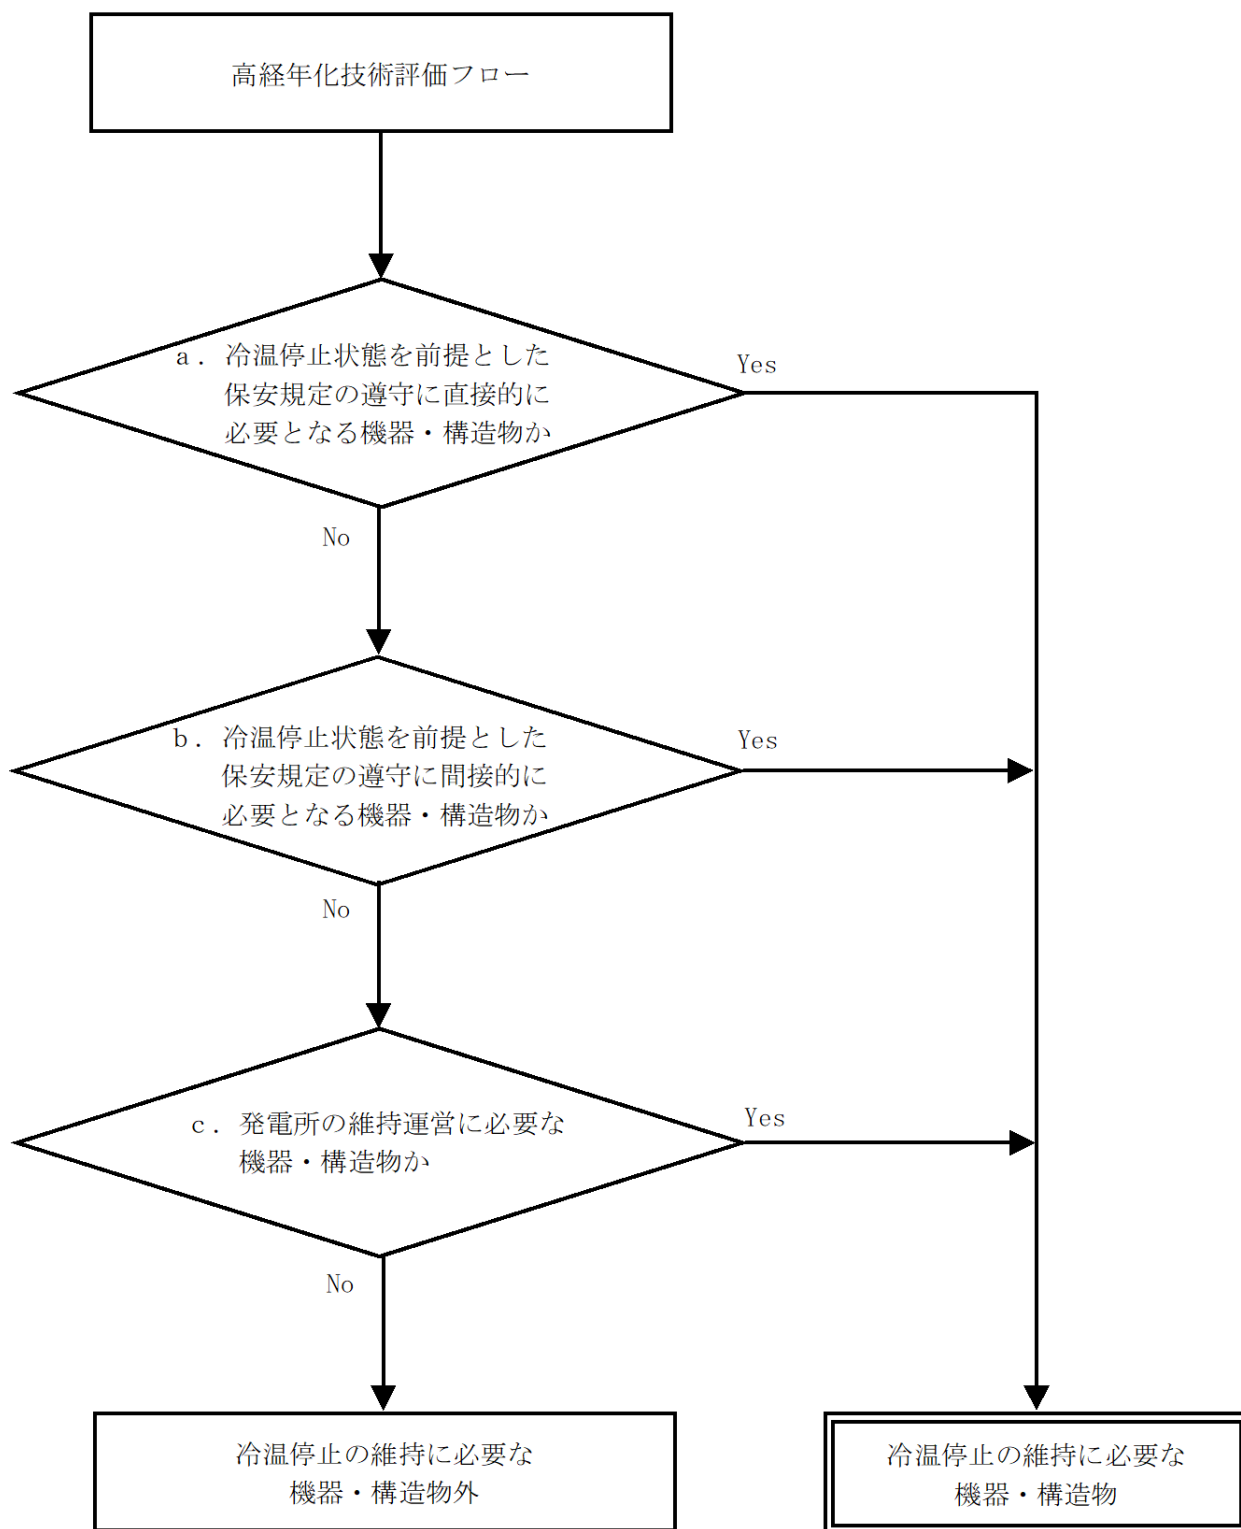 高経年化技術評価フロー
a. 冷温停止状態を前提とした
保安規定の遵守に直接的に
必要となる機器・構造物か
Yes
No
b. 冷温停止状態を前提とした
保安規定の遵守に間接的に
必要となる機器・構造物か
Yes
No
c. 発電所の維持運営に必要な
機器・構造物か
Yes
No
冷温停止の維持に必要な
機器・構造物外
冷温停止の維持に必要な
機器・構造物